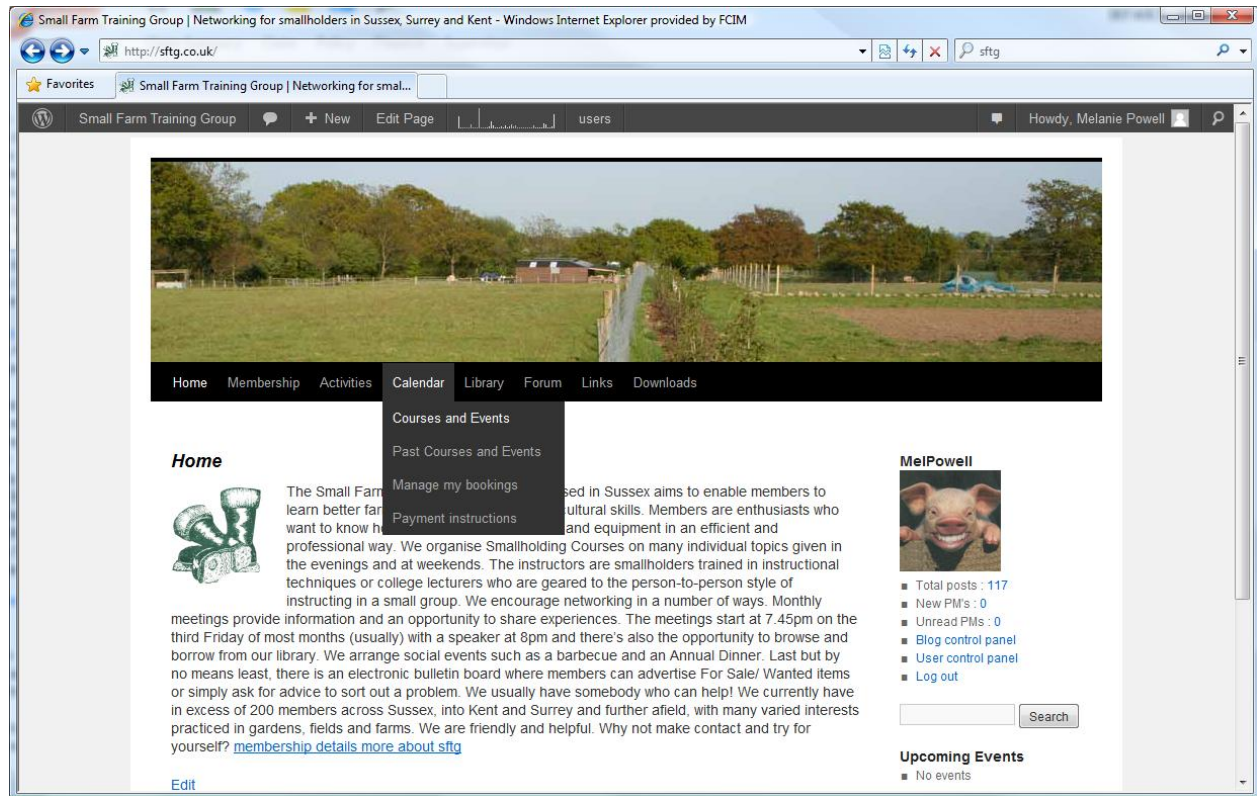 Small Farm Training Group | Networking for smallholders in Sussex, Surrey and Kent - Windows Internet Explorer provided by FCIM
http://sftg.co.uk/
sftg
Favorites
Small Farm Training Group | Networking for smal...
Small Farm Training Group
+ New
Edit Page
users
Howdy, Melanie Powell
Home Membership Activities Calendar Library Forum Links Downloads
Courses and Events
Past Courses and Events
Manage my bookings
Payment instructions
Home
The Small Farm sed in Sussex aims to enable members to
learn better far cultural skills. Members are enthusiasts who
want to know h and equipment in an efficient and
professional way. We organise Smallholding Courses on many individual topics given in
the evenings and at weekends. The instructors are smallholders trained in instructional
techniques or college lecturers who are geared to the person-to-person style of
instructing in a small group. We encourage networking in a number of ways. Monthly
meetings provide information and an opportunity to share experiences. The meetings start at 7.45pm on the
third Friday of most months (usually) with a speaker at 8pm and there's also the opportunity to browse and
borrow from our library. We arrange social events such as a barbecue and an Annual Dinner. Last but by
no means least, there is an electronic bulletin board where members can advertise For Sale/ Wanted items
or simply ask for advice to sort out a problem. We usually have somebody who can help! We currently have
in excess of 200 members across Sussex, into Kent and Surrey and further afield, with many varied interests
practiced in gardens, fields and farms. We are friendly and helpful. Why not make contact and try for
yourself? membership details more about sftg
Edit
MelPowell
Total posts : 117
New PM's : 0
Unread PMs : 0
Blog control panel
User control panel
Log out
Search
Upcoming Events
No events